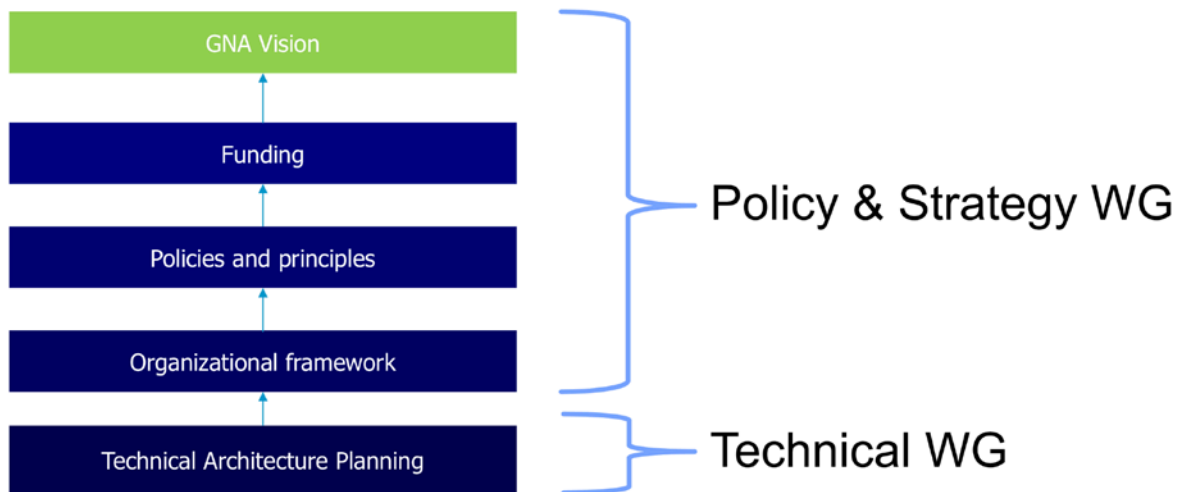 GNA Vision
Funding
Policies and principles
Organizational framework
Technical Architecture Planning
Policy & Strategy WG
Technical WG